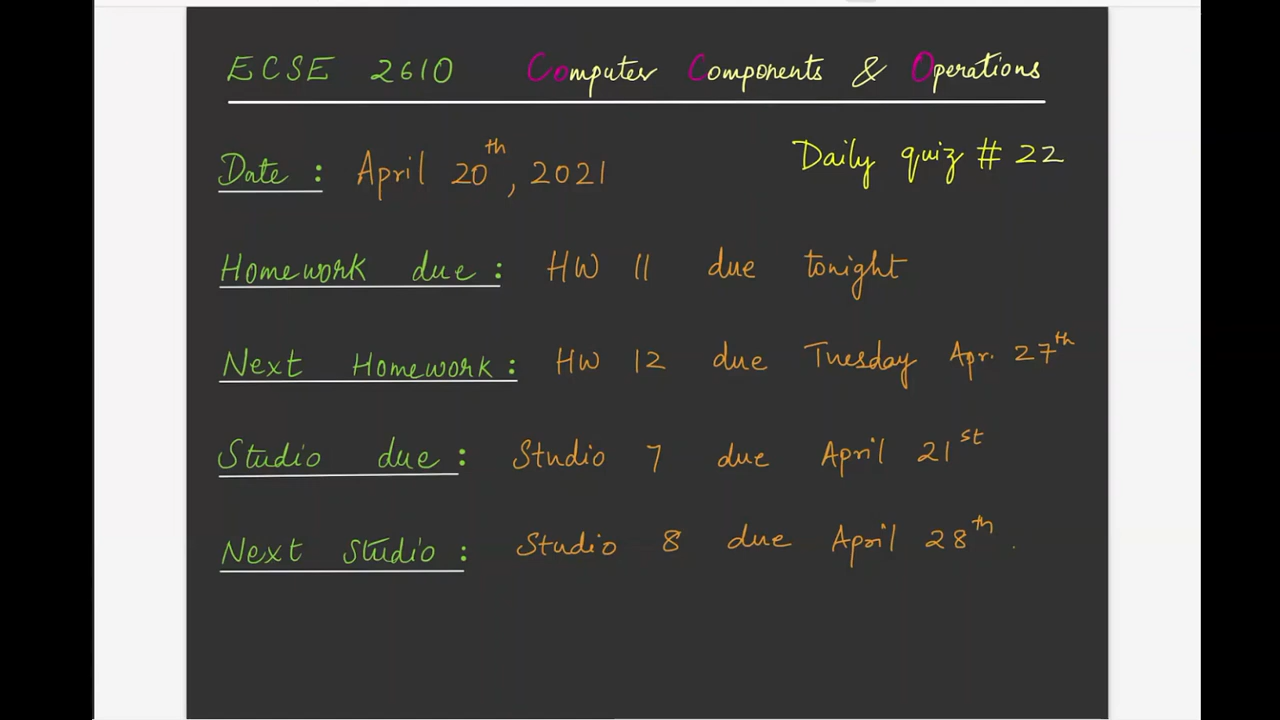 ECSE 2610 Computer Components & Operations
Date : April 20th, 2021 Daily quiz # 22
Homework due : HW 11 due tonight
Next Homework : HW 12 due Tuesday Apr. 27th
Studio due : Studio 7 due April 21st
Next Studio : Studio 8 due April 28th.